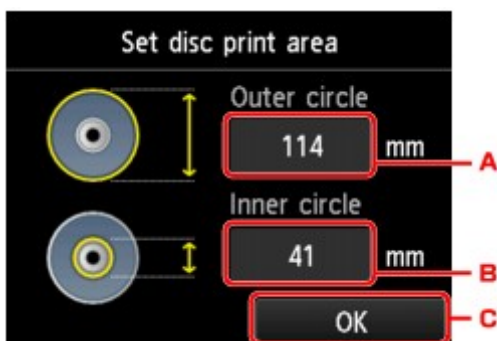 Set disc print area
Outer circle
114 mm
A
Inner circle
41 mm
B
OK
C